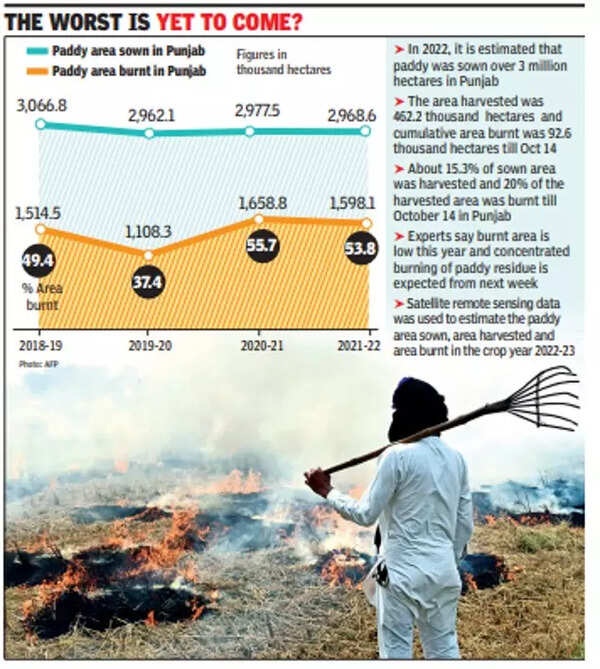 THE WORST IS YET TO COME?
Paddy area sown in Punjab
Paddy area burnt in Punjab
Figures in
thousand hectares
3,066.8
2,962.1
2,977.5
2,968.6
1,514.5
1,108.3
1,658.8
1,598.1
49.4
37.4
55.7
53.8
% Area
burnt
2018-19
2019-20
2020-21
2021-22
Photo: AFP
➤ In 2022, it is estimated that
paddy was sown over 3 million
hectares in Punjab
➤ The area harvested was
462.2 thousand hectares and
cumulative area burnt was 92.6
thousand hectares till Oct 14
➤ About 15.3% of sown area
was harvested and 20% of the
harvested area was burnt till
October 14 in Punjab
➤ Experts say burnt area is
low this year and concentrated
burning of paddy residue is
expected from next week
➤ Satellite remote sensing data
was used to estimate the paddy
area sown, area harvested and
area burnt in the crop year 2022-23